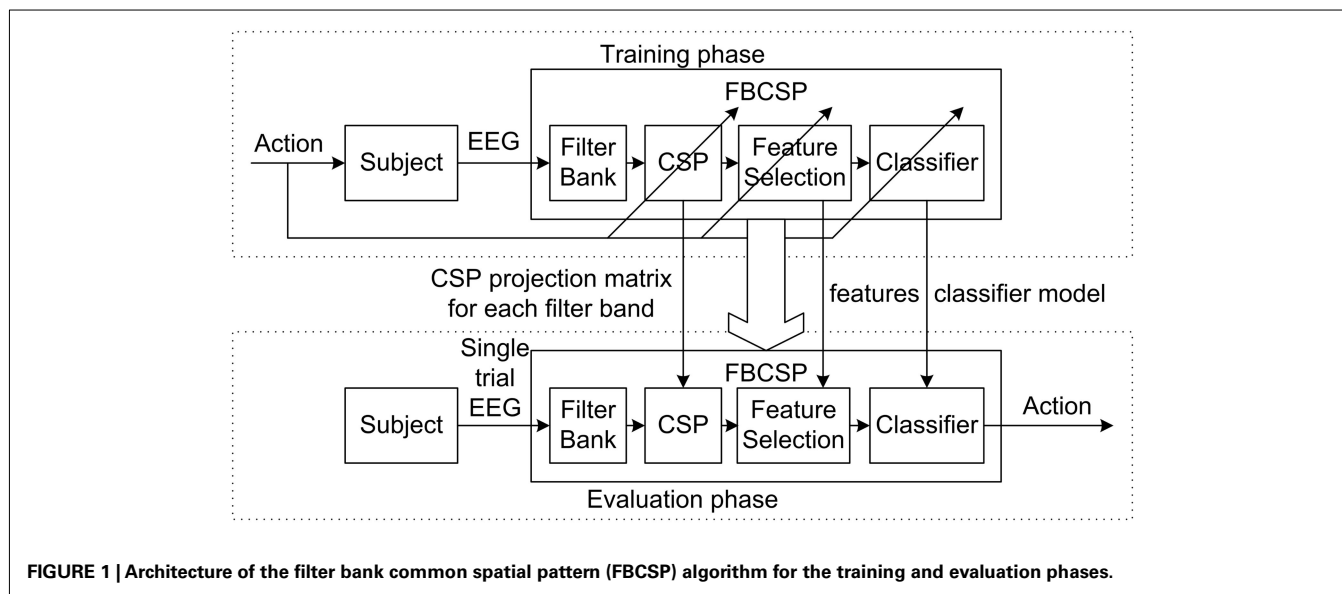 Training phase
FBCSP
Action
Subject
EEG
Filter
Bank
CSP
Feature
Selection
Classifier
CSP projection matrix
for each filter band
features
classifier model
Single
trial
EEG
FBCSP
Subject
Filter
Bank
CSP
Feature
Selection
Classifier
Action
Evaluation phase
FIGURE 1 | Architecture of the filter bank common spatial pattern (FBCSP) algorithm for the training and evaluation phases.